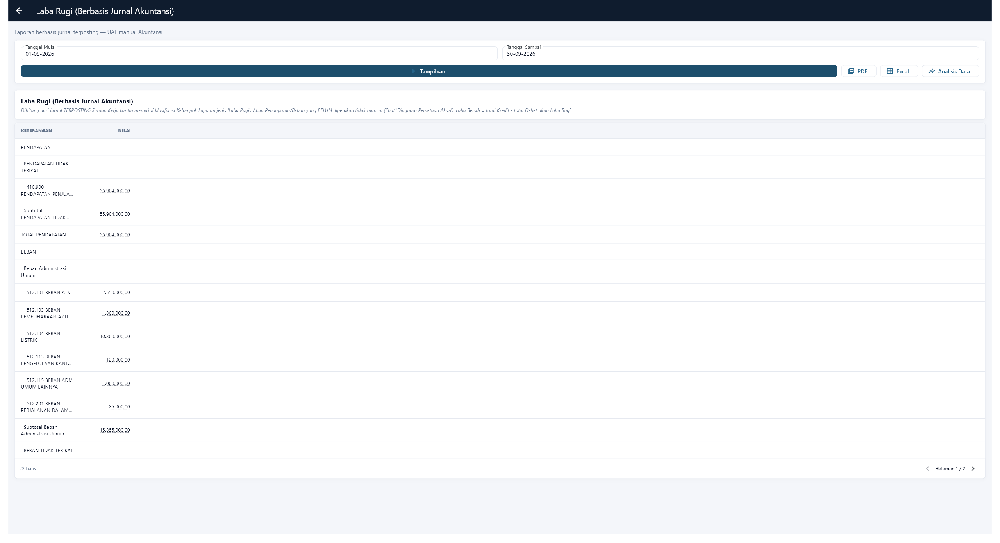 Laba Rugi (Berbasis Jurnal Akuntansi)
Laporan berbasis jurnal terposting — UAT manual Akuntansi
Tanggal Mulai
01-09-2026
Tanggal Sampai
30-09-2026
Tampilkan
PDF
Excel
Analisis Data
Laba Rugi (Berbasis Jurnal Akuntansi)
Dihitung dari jurnal TERPOSTING Satuan Kerja kantin memakai klasifikasi Kelompok Laporan jenis 'Laba Rugi'. Akun Pendapatan/Beban yang BELUM dipetakan tidak muncul (lihat 'Diagnosa Pemetaan Akun'). Laba Bersih = total Kredit - total Debet akun Laba Rugi.
KETERANGAN NILAI
PENDAPATAN
PENDAPATAN TIDAK
TERIKAT
410.900
PENDAPATAN PENJUA... 55.904.000,00
Subtotal
PENDAPATAN TIDAK ... 55.904.000,00
TOTAL PENDAPATAN 55.904.000,00
BEBAN
Beban Administrasi
Umum
512.101 BEBAN ATK 2.550.000,00
512.103 BEBAN
PEMELIHARAAN AKTI... 1.800.000,00
512.104 BEBAN
LISTRIK 10.300.000,00
512.113 BEBAN
PENGELOLAAN KANT... 120.000,00
512.115 BEBAN ADM
UMUM LAINNYA 1.000.000,00
512.201 BEBAN
PERJALANAN DALAM... 85.000,00
Subtotal Beban
Administrasi Umum 15.855.000,00
BEBAN TIDAK TERIKAT
22 baris
Halaman 1 / 2